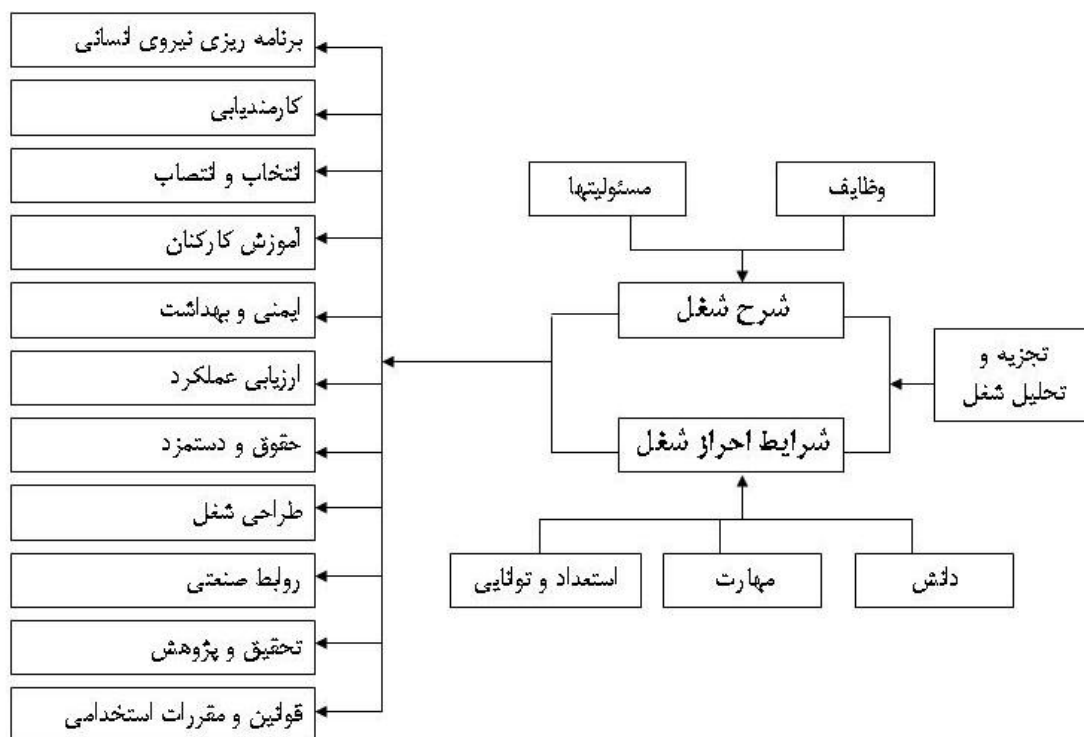 وظایف
مسئولیتها
شرح شغل
تجزیه و
تحلیل شغل
شرایط احراز شغل
دانش
مهارت
استعداد و توانایی
برنامه ریزی نیروی انسانی
کارمندیابی
انتخاب و انتصاب
آموزش کارکنان
ایمنی و بهداشت
ارزیابی عملکرد
حقوق و دستمزد
طراحی شغل
روابط صنعتی
تحقیق و پژوهش
قوانین و مقررات استخدامی